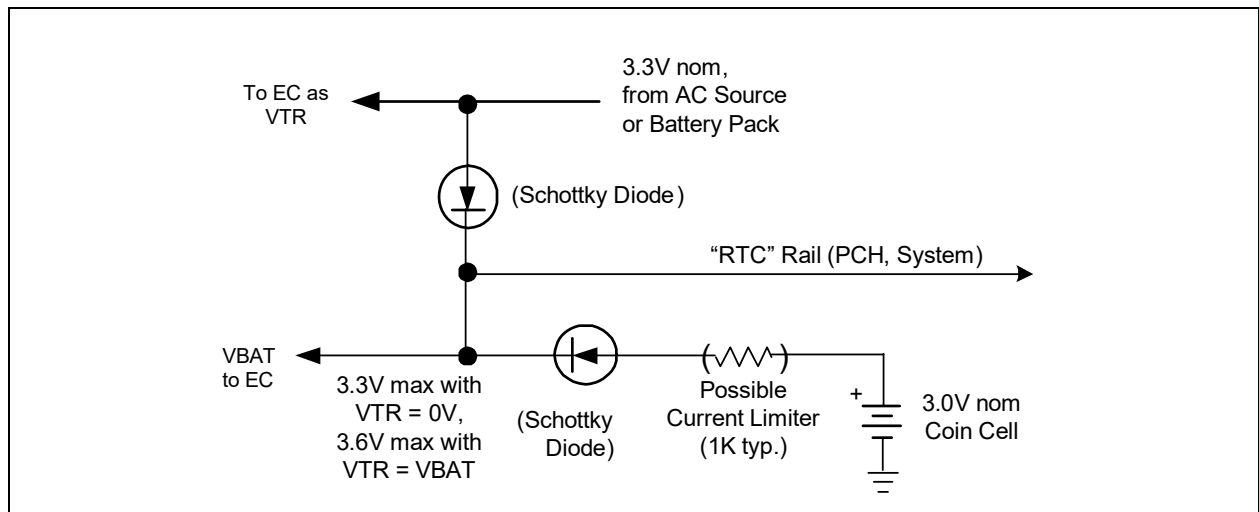 3.3V nom,
from AC Source
or Battery Pack
To EC as
VTR
(Schottky Diode)
“RTC” Rail (PCH, System)
VBAT
to EC
3.3V max with
VTR = 0V,
3.6V max with
VTR = VBAT
(Schottky
Diode)
Possible
Current Limiter
(1K typ.)
+
3.0V nom
Coin Cell